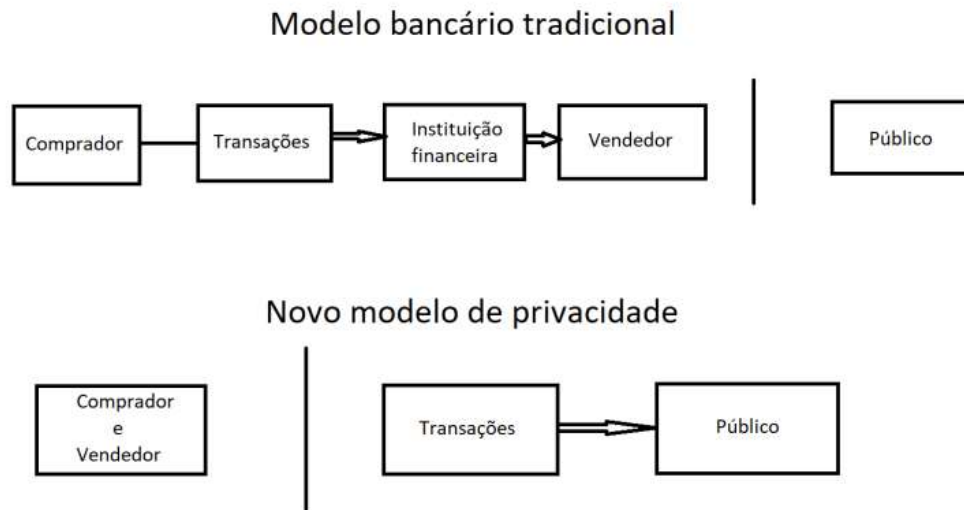 Modelo bancário tradicional
Comprador
Transações
Instituição
financeira
Vendedor
Público
Novo modelo de privacidade
Comprador
e
Vendedor
Transações
Público